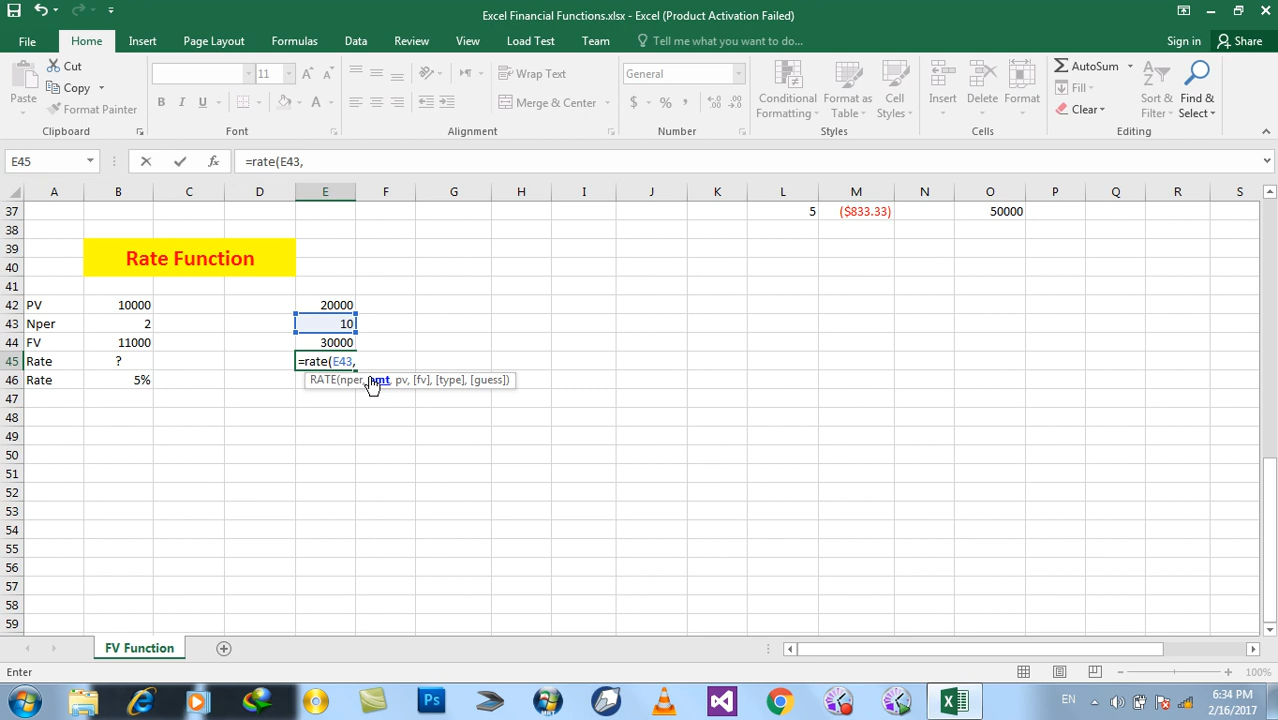 Excel Financial Functions.xlsx - Excel (Product Activation Failed)
File Home Insert Page Layout Formulas Data Review View Load Test Team Tell me what you want to do... Sign in Share
Paste Cut Copy Format Painter Clipboard
11 B I U A A A Font
Wrap Text Merge & Center Alignment
General $ % , Number
Conditional Formatting Format as Table Cell Styles Styles
Insert Delete Format Cells
AutoSum Fill Clear Sort & Filter Find & Select Editing
E45 fx =rate(E43,
A B C D E F G H I J K L M N O P Q R S
37 5 ($833.33) 50000
38
39
Rate Function
40
41
42 PV 10000 20000
43 Nper 2 10
44 FV 11000 30000
45 Rate ? =rate(E43,
46 Rate 5% RATE(nper, pmt, pv, [fv], [type], [guess])
47
48
49
50
51
52
53
54
55
56
57
58
59
FV Function
Enter 100%
EN 6:34 PM
2/16/2017